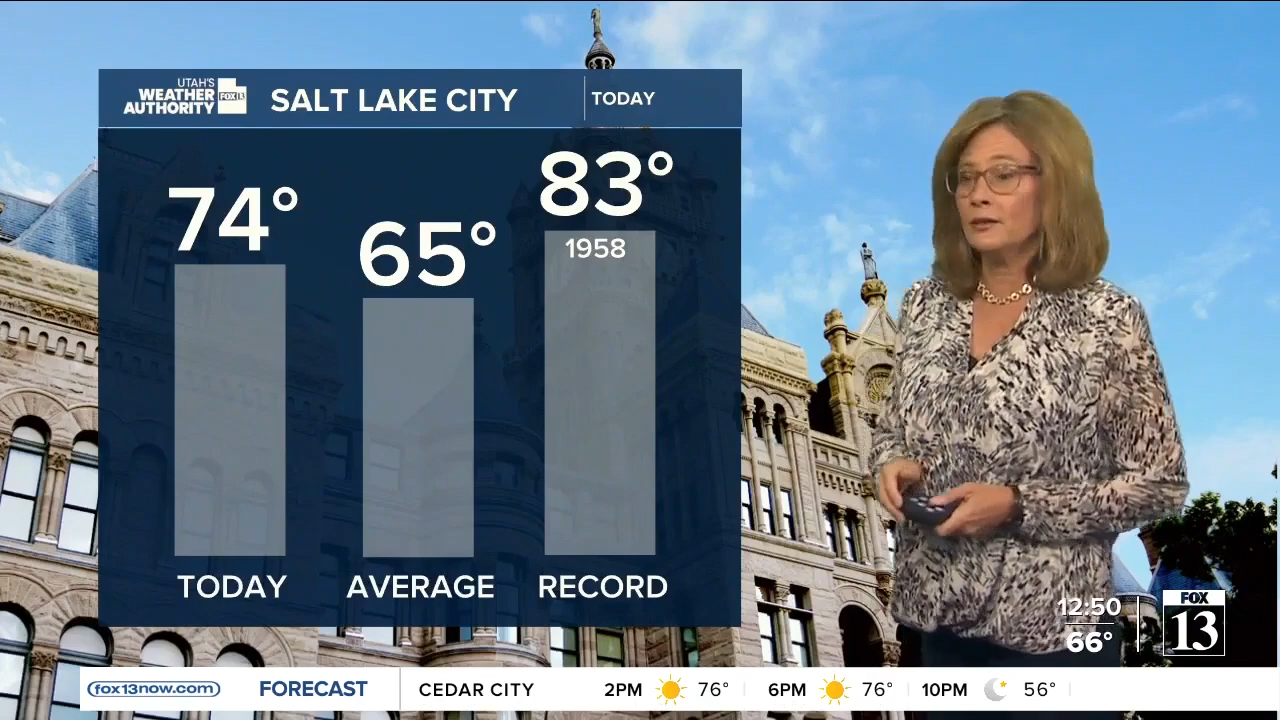 UTAH'S
WEATHER
AUTHORITY
FOX 13
SALT LAKE CITY
TODAY
74°
65°
83°
1958
TODAY
AVERAGE
RECORD
12:50
66°
FOX
13
fox13now.com
FORECAST
CEDAR CITY
2PM 76°
6PM 76°
10PM 56°